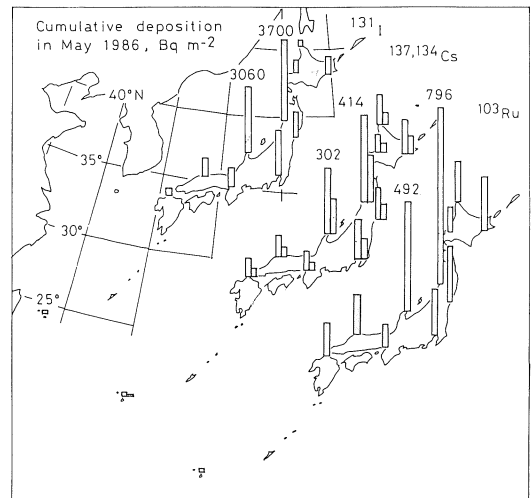 Cumulative deposition
in May 1986, Bq m-2
131I
3700
137,134Cs
3060
40°N
414
796
103Ru
35°
302
492
30°
25°